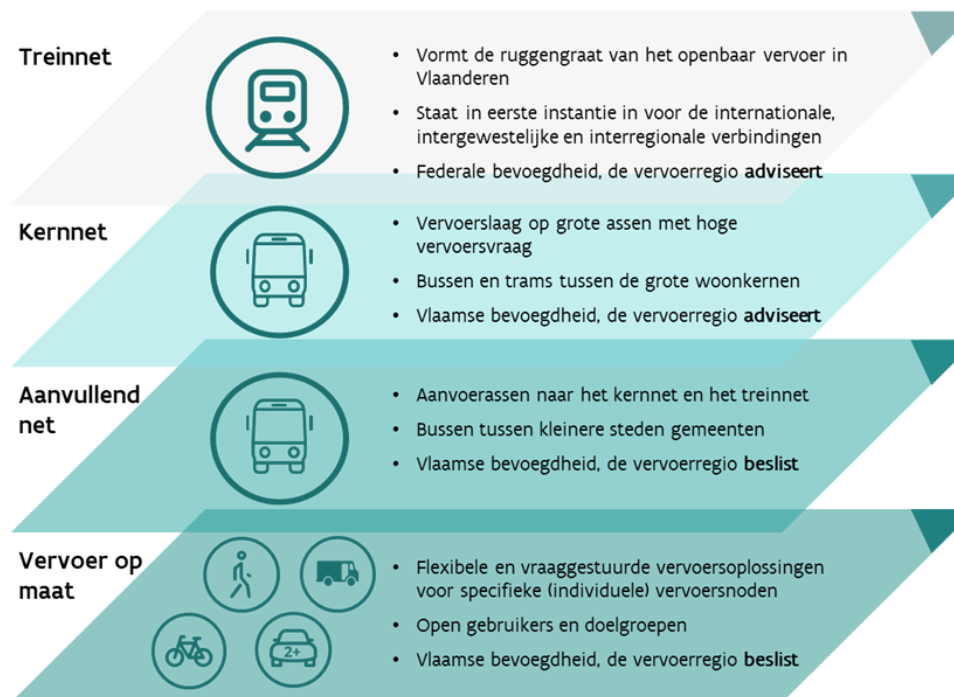 Treinnet
• Vormt de ruggengraat van het openbaar vervoer in
Vlaanderen
• Staat in eerste instantie in voor de internationale,
intergewestelijke en interregionale verbindingen
• Federale bevoegdheid, de vervoerregio adviseert
Kernnet
• Vervoerslaag op grote assen met hoge
vervoersvraag
• Bussen en trams tussen de grote woonkernen
• Vlaamse bevoegdheid, de vervoerregio adviseert
Aanvullend
net
• Aanvoerassen naar het kernnet en het treinnet
• Bussen tussen kleinere steden gemeenten
• Vlaamse bevoegdheid, de vervoerregio beslist
Vervoer op
maat
2+
• Flexibele en vraaggestuurde vervoersoplossingen
voor specifieke (individuele) vervoersnoden
• Open gebruikers en doelgroepen
• Vlaamse bevoegdheid, de vervoerregio beslist